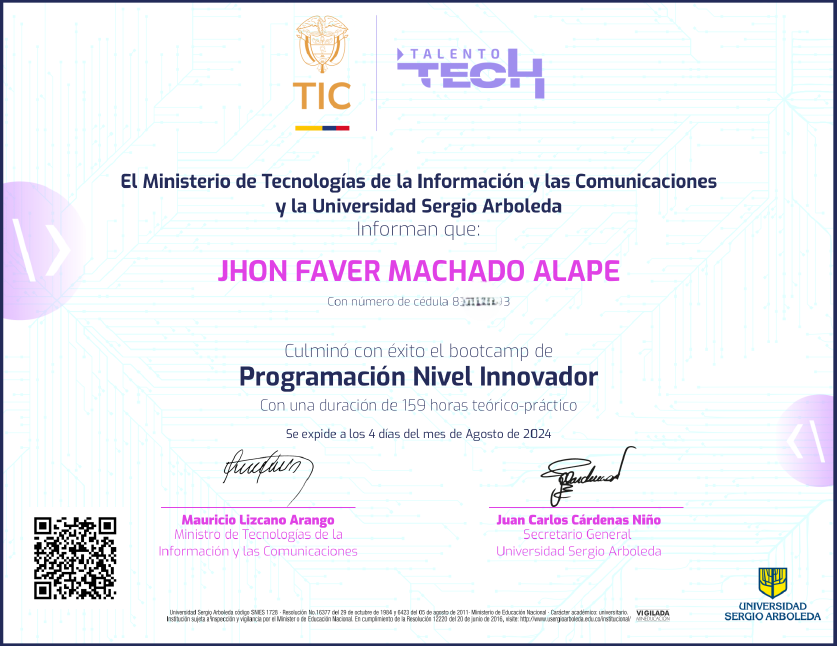 TIC
TALENTO
TECH
El Ministerio de Tecnologías de la Información y las Comunicaciones
y la Universidad Sergio Arboleda
Informan que:
JHON FAVER MACHADO ALAPE
Con número de cédula
Culminó con éxito el bootcamp de
Programación Nivel Innovador
Con una duración de 159 horas teórico-práctico
Se expide a los 4 días del mes de Agosto de 2024
Mauricio Lizcano Arango
Ministro de Tecnologías de la
Información y las Comunicaciones
Juan Carlos Cárdenas Niño
Secretario General
Universidad Sergio Arboleda
UNIVERSIDAD
SERGIO ARBOLEDA
Universidad Sergio Arboleda código SNIES 1728 - Resolución No.16377 del 29 de octubre de 1984 y 6423 del 05 de agosto de 2011- Ministerio de Educación Nacional - Carácter académico: universitario.
Institución sujeta a inspección y vigilancia por el Ministerio de Educación Nacional. En cumplimiento de la Resolución 12220 del 20 de junio de 2016, visite: http://www.usergioarboleda.edu.co/institucional/
VIGILADA
MINEDUCACIÓN